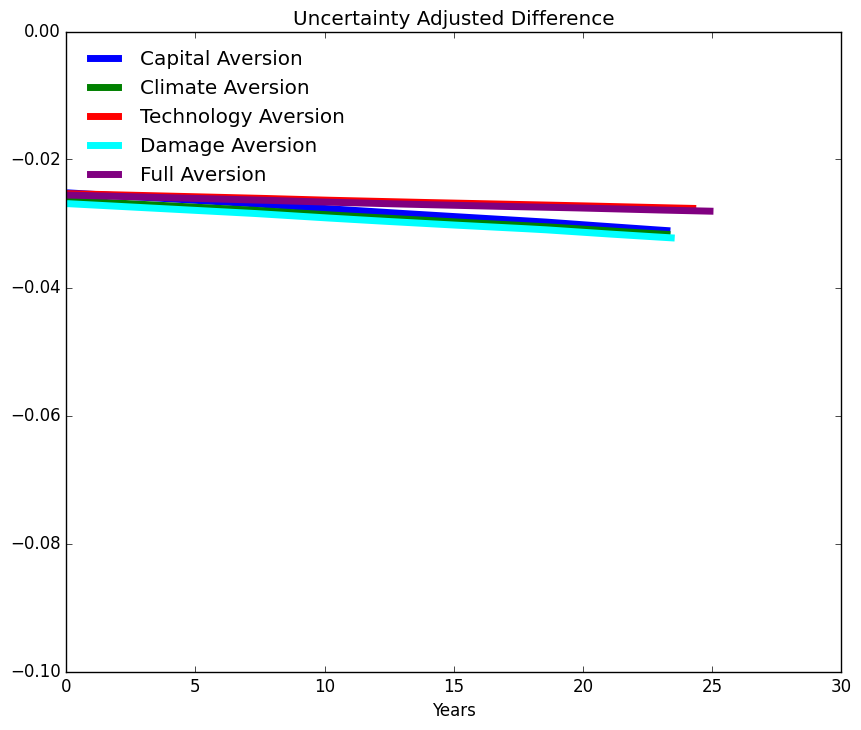 Uncertainty Adjusted Difference
0.00
Capital Aversion
Climate Aversion
Technology Aversion
Damage Aversion
Full Aversion
−0.02
−0.04
−0.06
−0.08
−0.10
0 5 10 15 20 25 30
Years